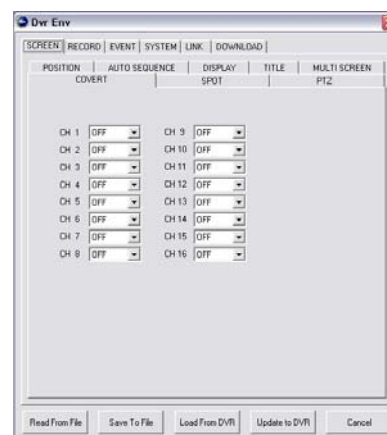 Dvr Env
SCREEN RECORD EVENT SYSTEM LINK DOWNLOAD
POSITION AUTO SEQUENCE DISPLAY TITLE MULTI SCREEN
COVERT SPOT PTZ
CH 1 OFF CH 9 OFF
CH 2 OFF CH 10 OFF
CH 3 OFF CH 11 OFF
CH 4 OFF CH 12 OFF
CH 5 OFF CH 13 OFF
CH 6 OFF CH 14 OFF
CH 7 OFF CH 15 OFF
CH 8 OFF CH 16 OFF
Read From File Save To File Load From DVR Update to DVR Cancel